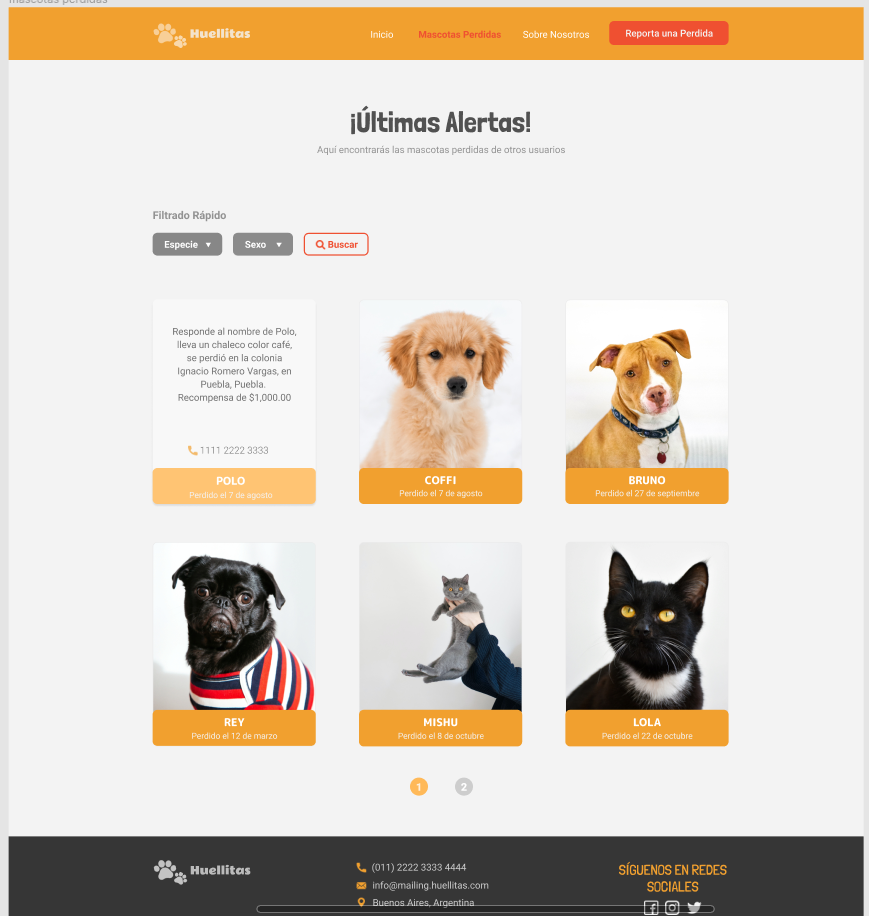 mascotas perdidas
Huellitas
Inicio
Mascotas Perdidas
Sobre Nosotros
Reporta una Perdida
¡Últimas Alertas!
Aquí encontrarás las mascotas perdidas de otros usuarios
Filtrado Rápido
Especie
Sexo
Buscar
Responde al nombre de Polo,
lleva un chaleco color café,
se perdió en la colonia
Ignacio Romero Vargas, en
Puebla, Puebla.
Recompensa de $1,000.00
1111 2222 3333
POLO
Perdido el 7 de agosto
COFFI
Perdido el 7 de agosto
BRUNO
Perdido el 27 de septiembre
REY
Perdido el 12 de marzo
MISHU
Perdido el 8 de octubre
LOLA
Perdido el 22 de octubre
1
2
Huellitas
(011) 2222 3333 4444
info@mailing.huellitas.com
Buenos Aires, Argentina
SÍGUENOS EN REDES
SOCIALES